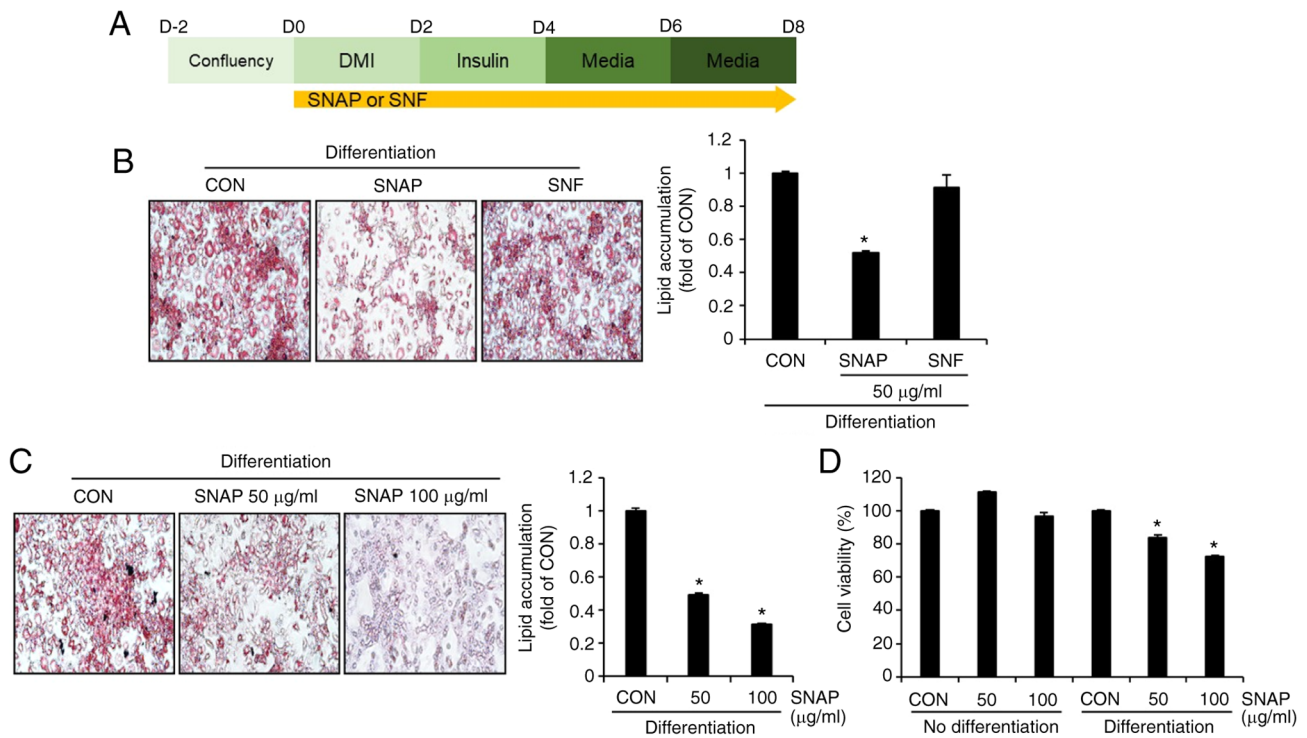 A
D-2 D0 D2 D4 D6 D8
Confluency DMI Insulin Media Media
SNAP or SNF
B
Differentiation
CON SNAP SNF
Lipid accumulation
(fold of CON)
1.2
1
0.8
0.6
0.4
0.2
0
*
CON SNAP SNF
50 μg/ml
Differentiation
C
Differentiation
CON SNAP 50 μg/ml SNAP 100 μg/ml
Lipid accumulation
(fold of CON)
1.2
1
0.8
0.6
0.4
0.2
0
*
*
CON 50 100 SNAP
(μg/ml)
Differentiation
D
Cell viability (%)
120
100
80
60
40
20
0
*
*
CON 50 100 CON 50 100 SNAP
(μg/ml)
No differentiation Differentiation